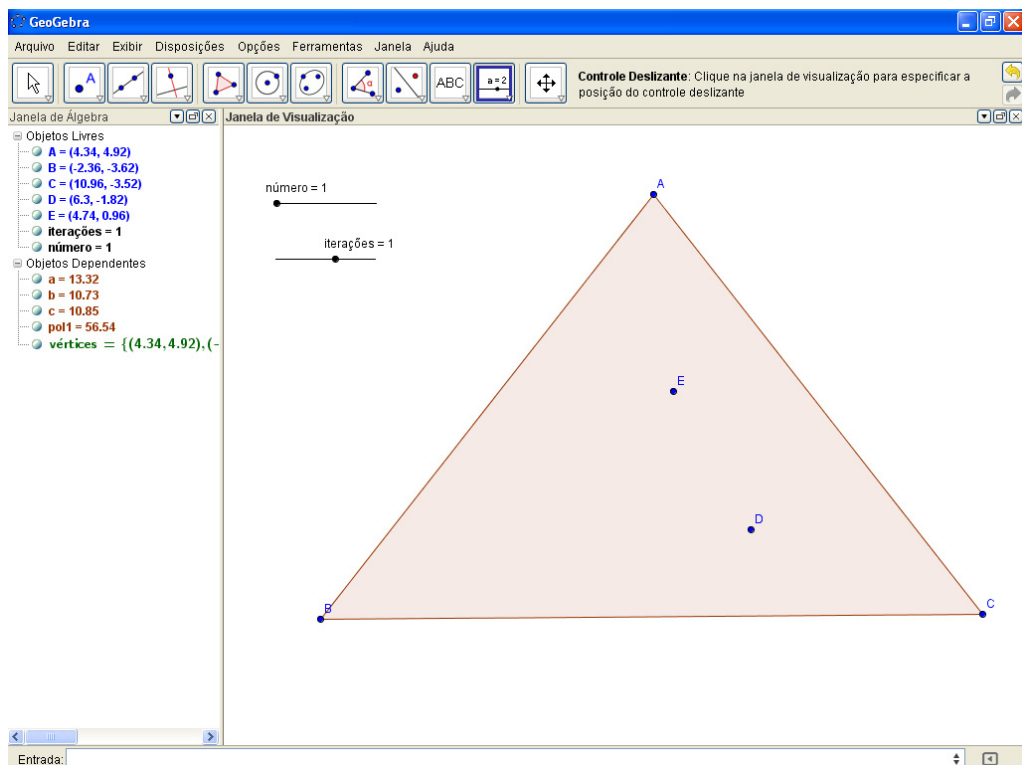 GeoGebra
Arquivo Editar Exibir Disposições Opções Ferramentas Janela Ajuda
A
ABC
a = 2
Controle Deslizante: Clique na janela de visualização para especificar a
posição do controle deslizante
Janela de Álgebra
Janela de Visualização
Objetos Livres
A = (4.34, 4.92)
B = (-2.36, -3.62)
C = (10.96, -3.52)
D = (6.3, -1.82)
E = (4.74, 0.96)
iterações = 1
número = 1
Objetos Dependentes
a = 13.32
b = 10.73
c = 10.85
pol1 = 56.54
vértices = {(4.34,4.92),(-
número = 1
iterações = 1
A
E
D
B
C
Entrada: